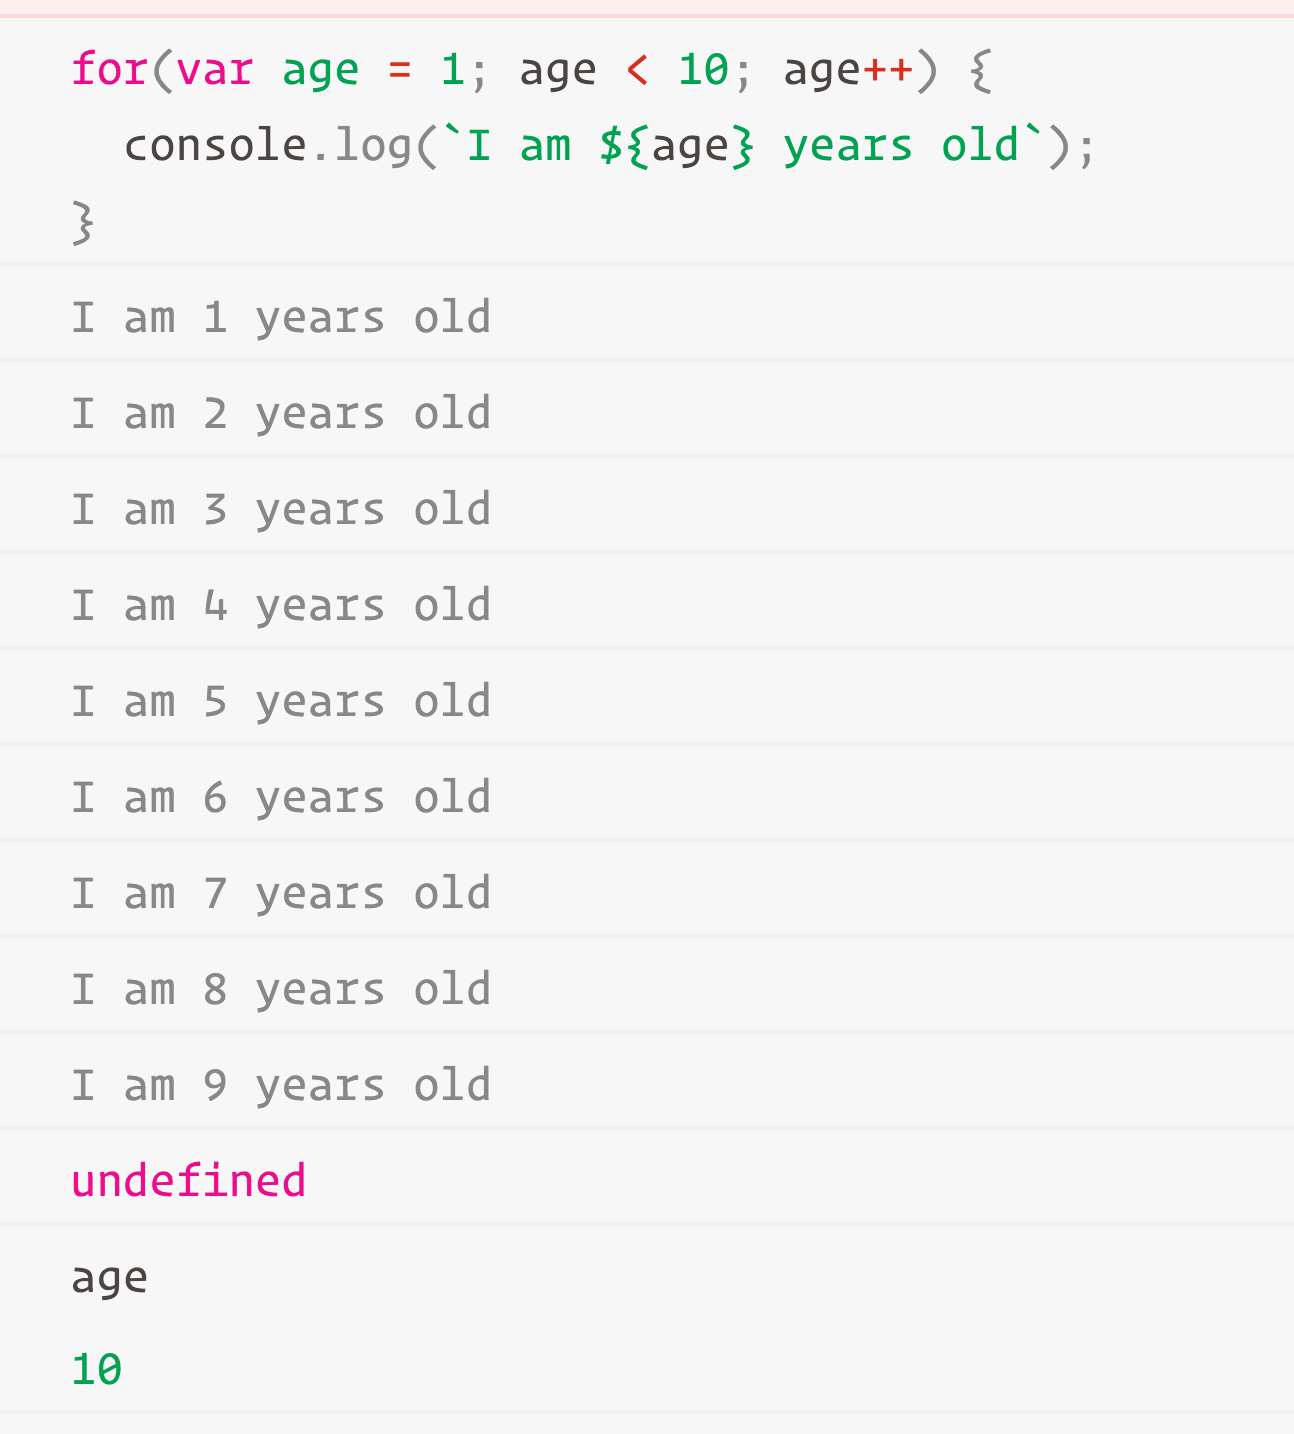 for(var age = 1; age < 10; age++) {
  console.log(`I am ${age} years old`);
}
I am 1 years old
I am 2 years old
I am 3 years old
I am 4 years old
I am 5 years old
I am 6 years old
I am 7 years old
I am 8 years old
I am 9 years old
undefined
age
10